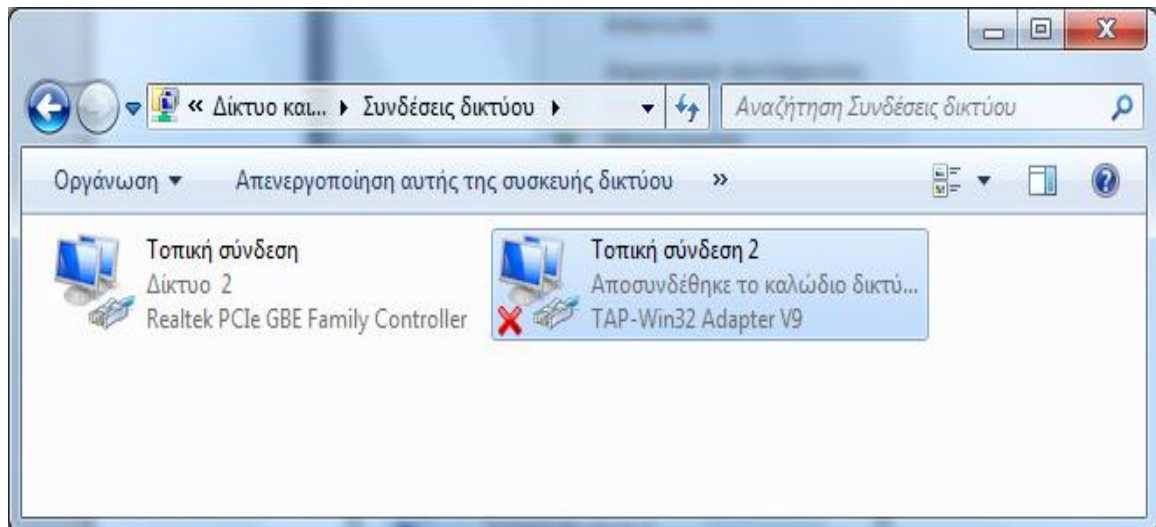 « Δίκτυο και... Συνδέσεις δικτύου
Αναζήτηση Συνδέσεις δικτύου
Οργάνωση Απενεργοποίηση αυτής της συσκευής δικτύου »
Τοπική σύνδεση
Δίκτυο 2
Realtek PCIe GBE Family Controller
Τοπική σύνδεση 2
Αποσυνδέθηκε το καλώδιο δικτύ...
TAP-Win32 Adapter V9